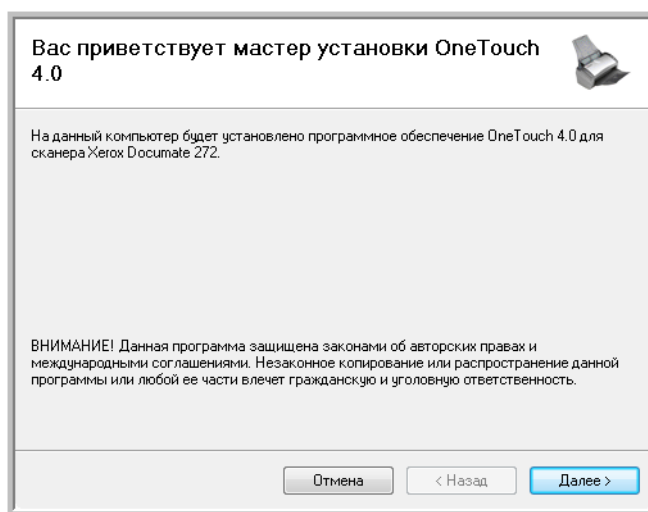 Вас приветствует мастер установки OneTouch
4.0
На данный компьютер будет установлено программное обеспечение OneTouch 4.0 для
сканера Xerox Documate 272.
ВНИМАНИЕ! Данная программа защищена законами об авторских правах и
международными соглашениями. Незаконное копирование или распространение данной
программы или любой ее части влечет гражданскую и уголовную ответственность.
Отмена
< Назад
Далее >